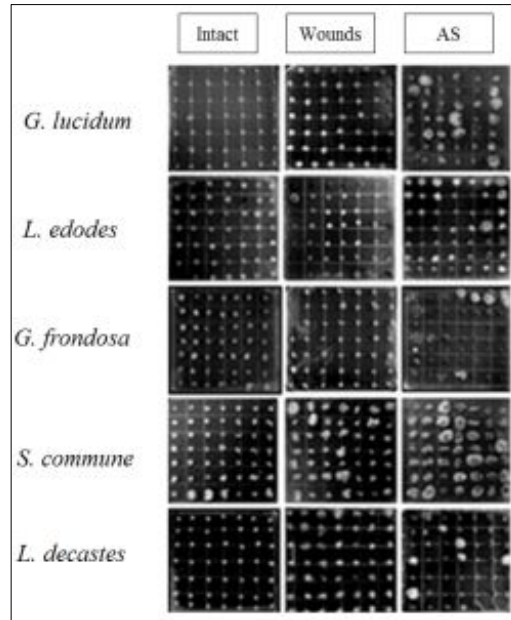 Intact Wounds AS
G. lucidum
L. edodes
G. frondosa
S. commune
L. decastes